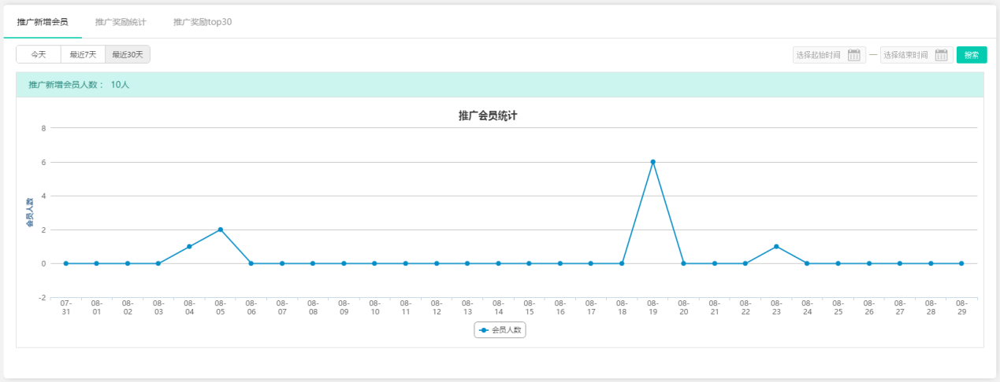 推广新增会员 推广奖励统计 推广奖励top30
今天 最近7天 最近30天 选择起始时间 — 选择结束时间 搜索
推广新增会员人数： 10人
推广会员统计
8
6
4
2
0
-2
会员人数
07-31 08-01 08-02 08-03 08-04 08-05 08-06 08-07 08-08 08-09 08-10 08-11 08-12 08-13 08-14 08-15 08-16 08-17 08-18 08-19 08-20 08-21 08-22 08-23 08-24 08-25 08-26 08-27 08-28 08-29
会员人数